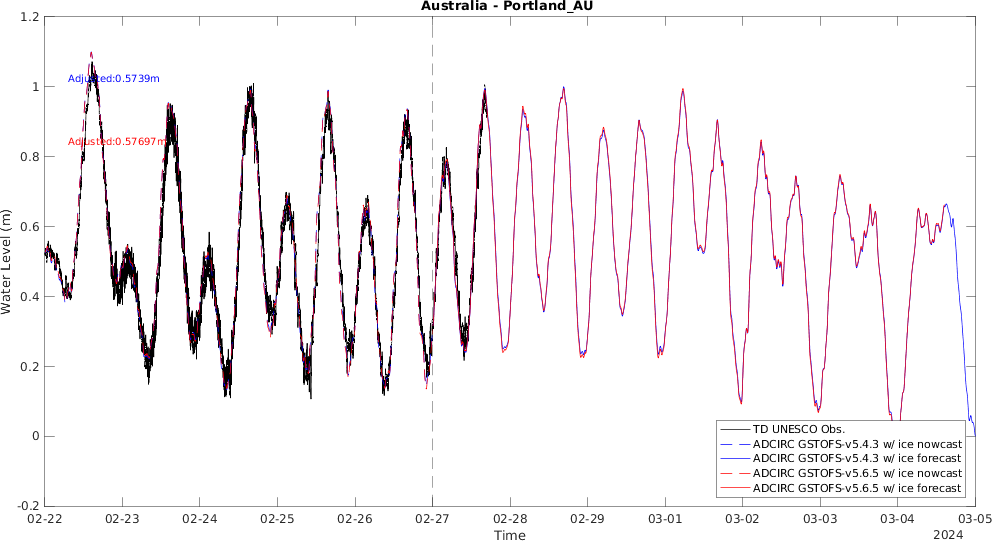 Australia - Portland_AU
1.2
1
0.8
0.6
0.4
0.2
0
-0.2
Water Level (m)
Adjusted:0.5739m
Adjusted:0.57697m
TD UNESCO Obs.
ADCIRC GSTOFS-v5.4.3 w/ ice nowcast
ADCIRC GSTOFS-v5.4.3 w/ ice forecast
ADCIRC GSTOFS-v5.6.5 w/ ice nowcast
ADCIRC GSTOFS-v5.6.5 w/ ice forecast
02-22 02-23 02-24 02-25 02-26 02-27 02-28 02-29 03-01 03-02 03-03 03-04 03-05
Time
2024